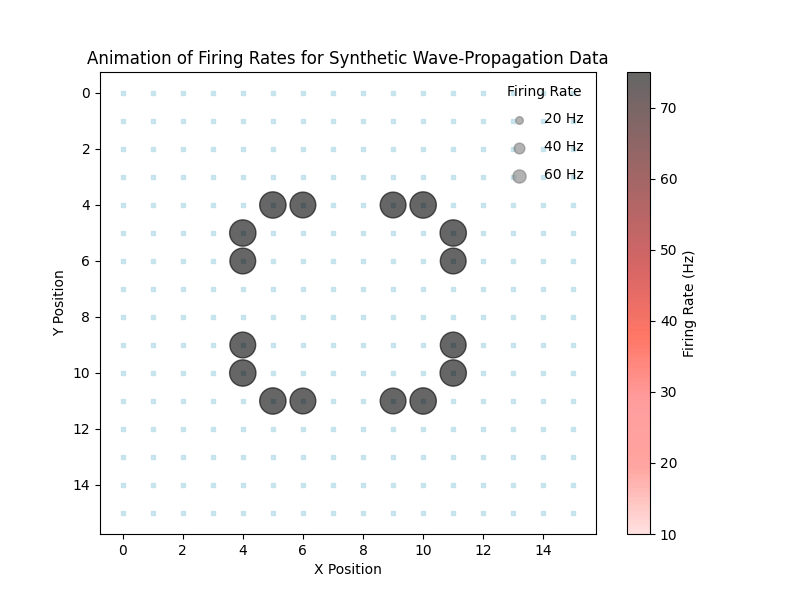 Animation of Firing Rates for Synthetic Wave-Propagation Data
Firing Rate
20 Hz
40 Hz
60 Hz
0
2
4
6
8
10
12
14
Y Position
0
2
4
6
8
10
12
14
X Position
70
60
50
40
30
20
10
Firing Rate (Hz)